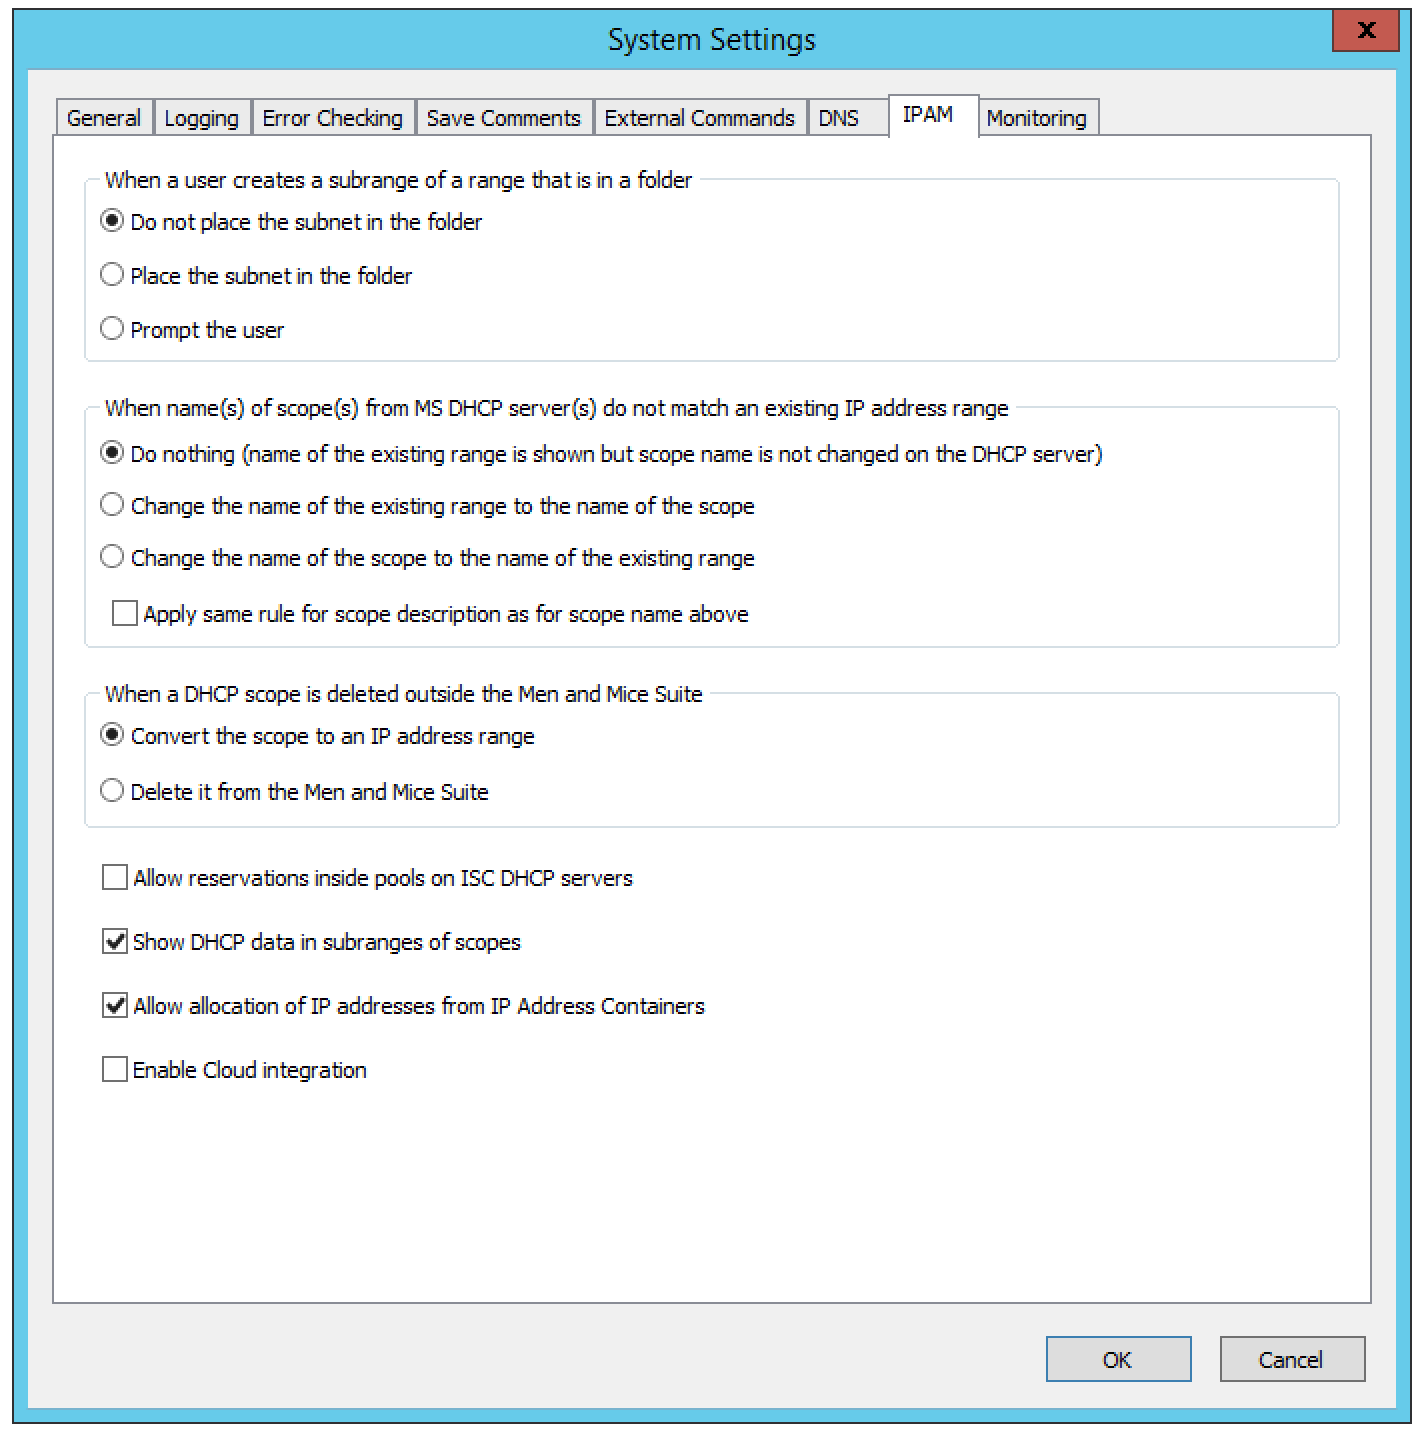 System Settings
x
General Logging Error Checking Save Comments External Commands DNS IPAM Monitoring
When a user creates a subrange of a range that is in a folder
Do not place the subnet in the folder
Place the subnet in the folder
Prompt the user
When name(s) of scope(s) from MS DHCP server(s) do not match an existing IP address range
Do nothing (name of the existing range is shown but scope name is not changed on the DHCP server)
Change the name of the existing range to the name of the scope
Change the name of the scope to the name of the existing range
Apply same rule for scope description as for scope name above
When a DHCP scope is deleted outside the Men and Mice Suite
Convert the scope to an IP address range
Delete it from the Men and Mice Suite
Allow reservations inside pools on ISC DHCP servers
Show DHCP data in subranges of scopes
Allow allocation of IP addresses from IP Address Containers
Enable Cloud integration
OK Cancel